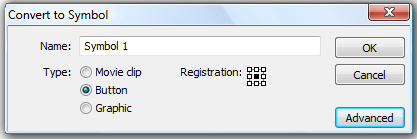 Convert to Symbol
Name: Symbol 1 OK
Type: Movie clip Registration: Cancel
Button
Graphic Advanced